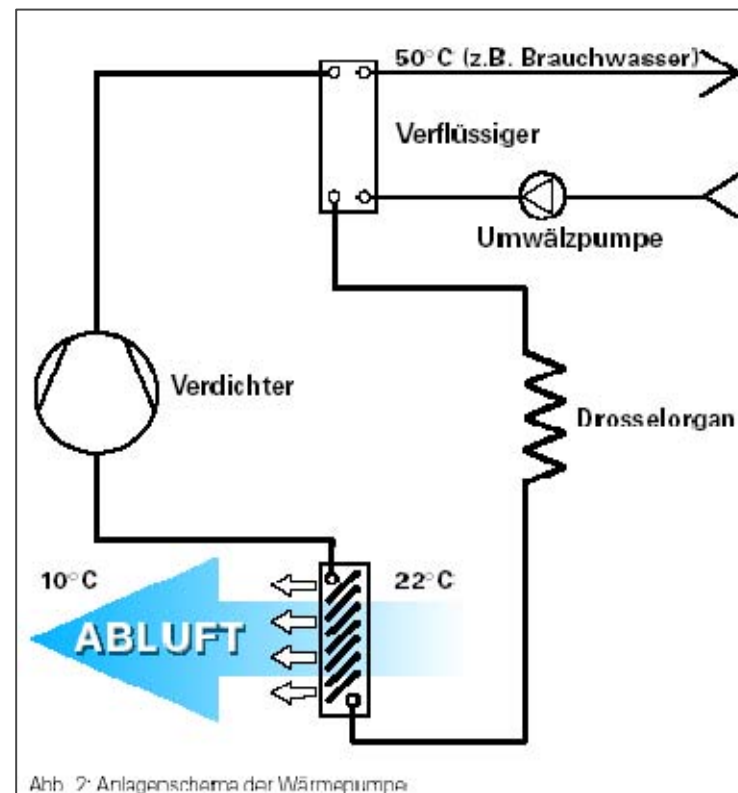 50°C (z.B. Brauchwasser)
Verflüssiger
Umwälzpumpe
Verdichter
Drosselorgan
10°C
22°C
ABLUFT
Abb. 2: Anlagenschema der Wärmepumpe